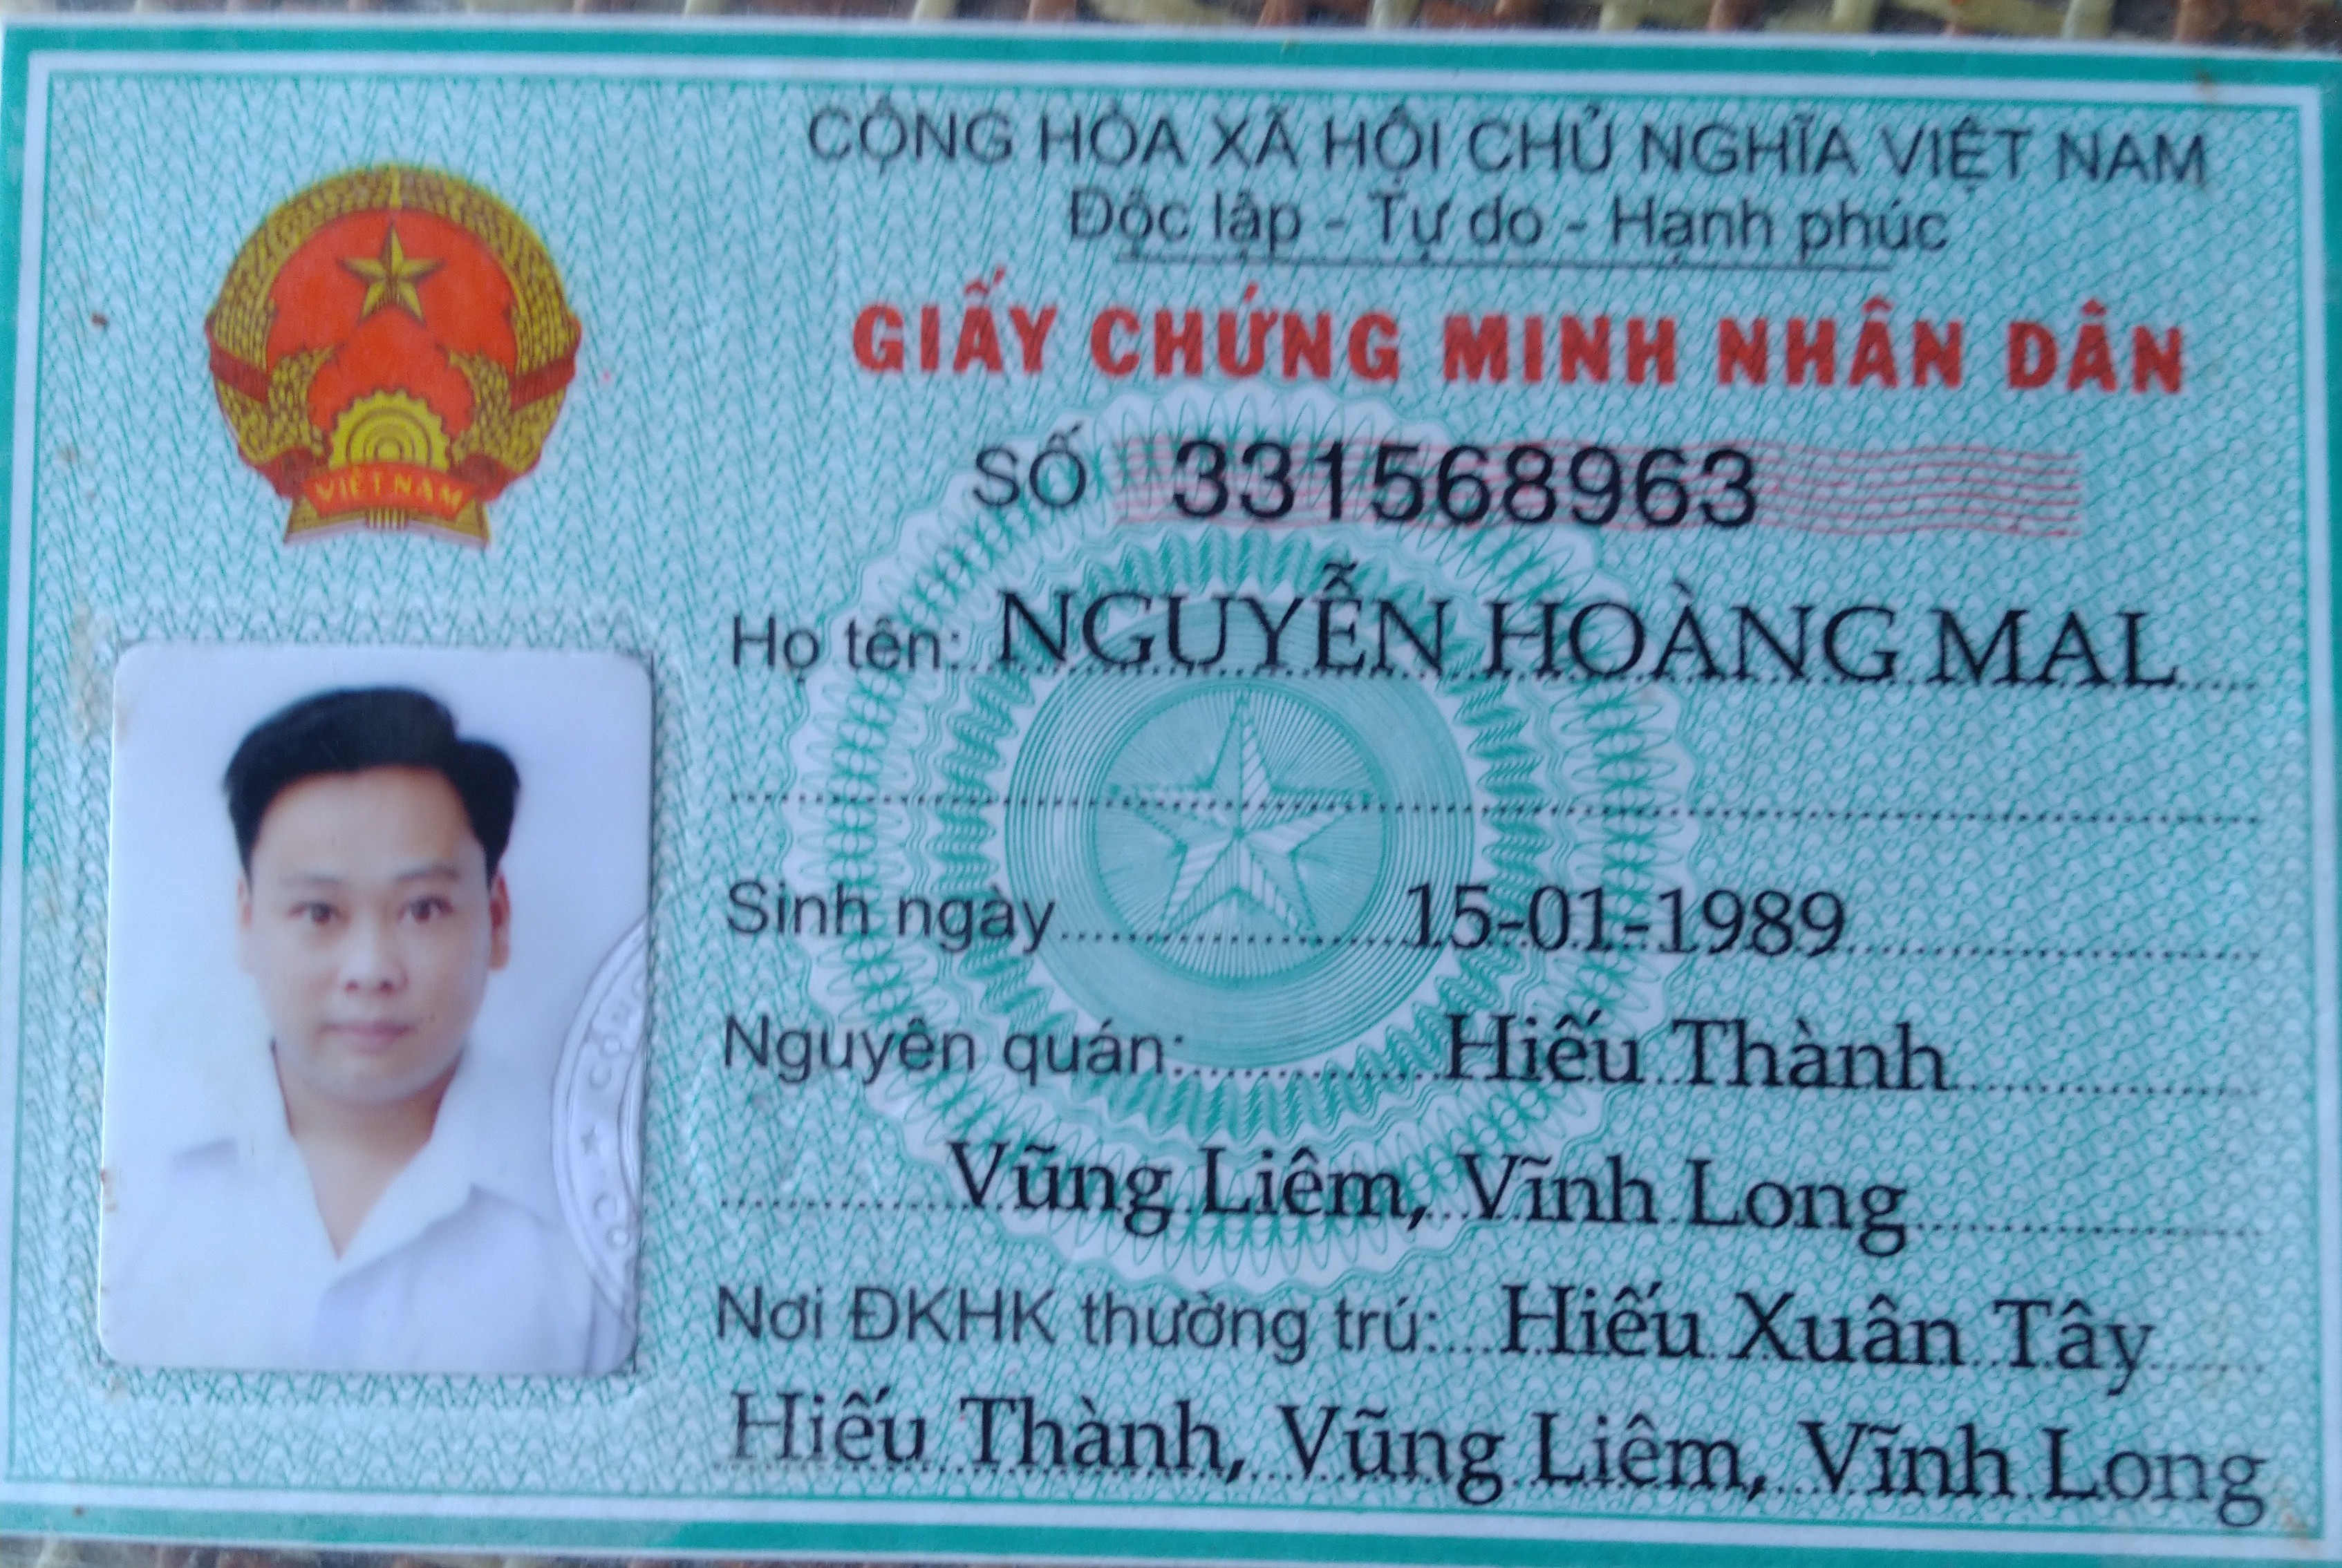 CỘNG HÒA XÃ HỘI CHỦ NGHĨA VIỆT NAM
Độc lập - Tự do - Hạnh phúc
GIẤY CHỨNG MINH NHÂN DÂN
VIỆT NAM
SỐ 331568963
Họ tên: NGUYỄN HOÀNG MAL
Sinh ngày 15-01-1989
Nguyên quán: Hiếu Thành
Vũng Liêm, Vĩnh Long
Nơi ĐKHK thường trú: Hiếu Xuân Tây
Hiếu Thành, Vũng Liêm, Vĩnh Long